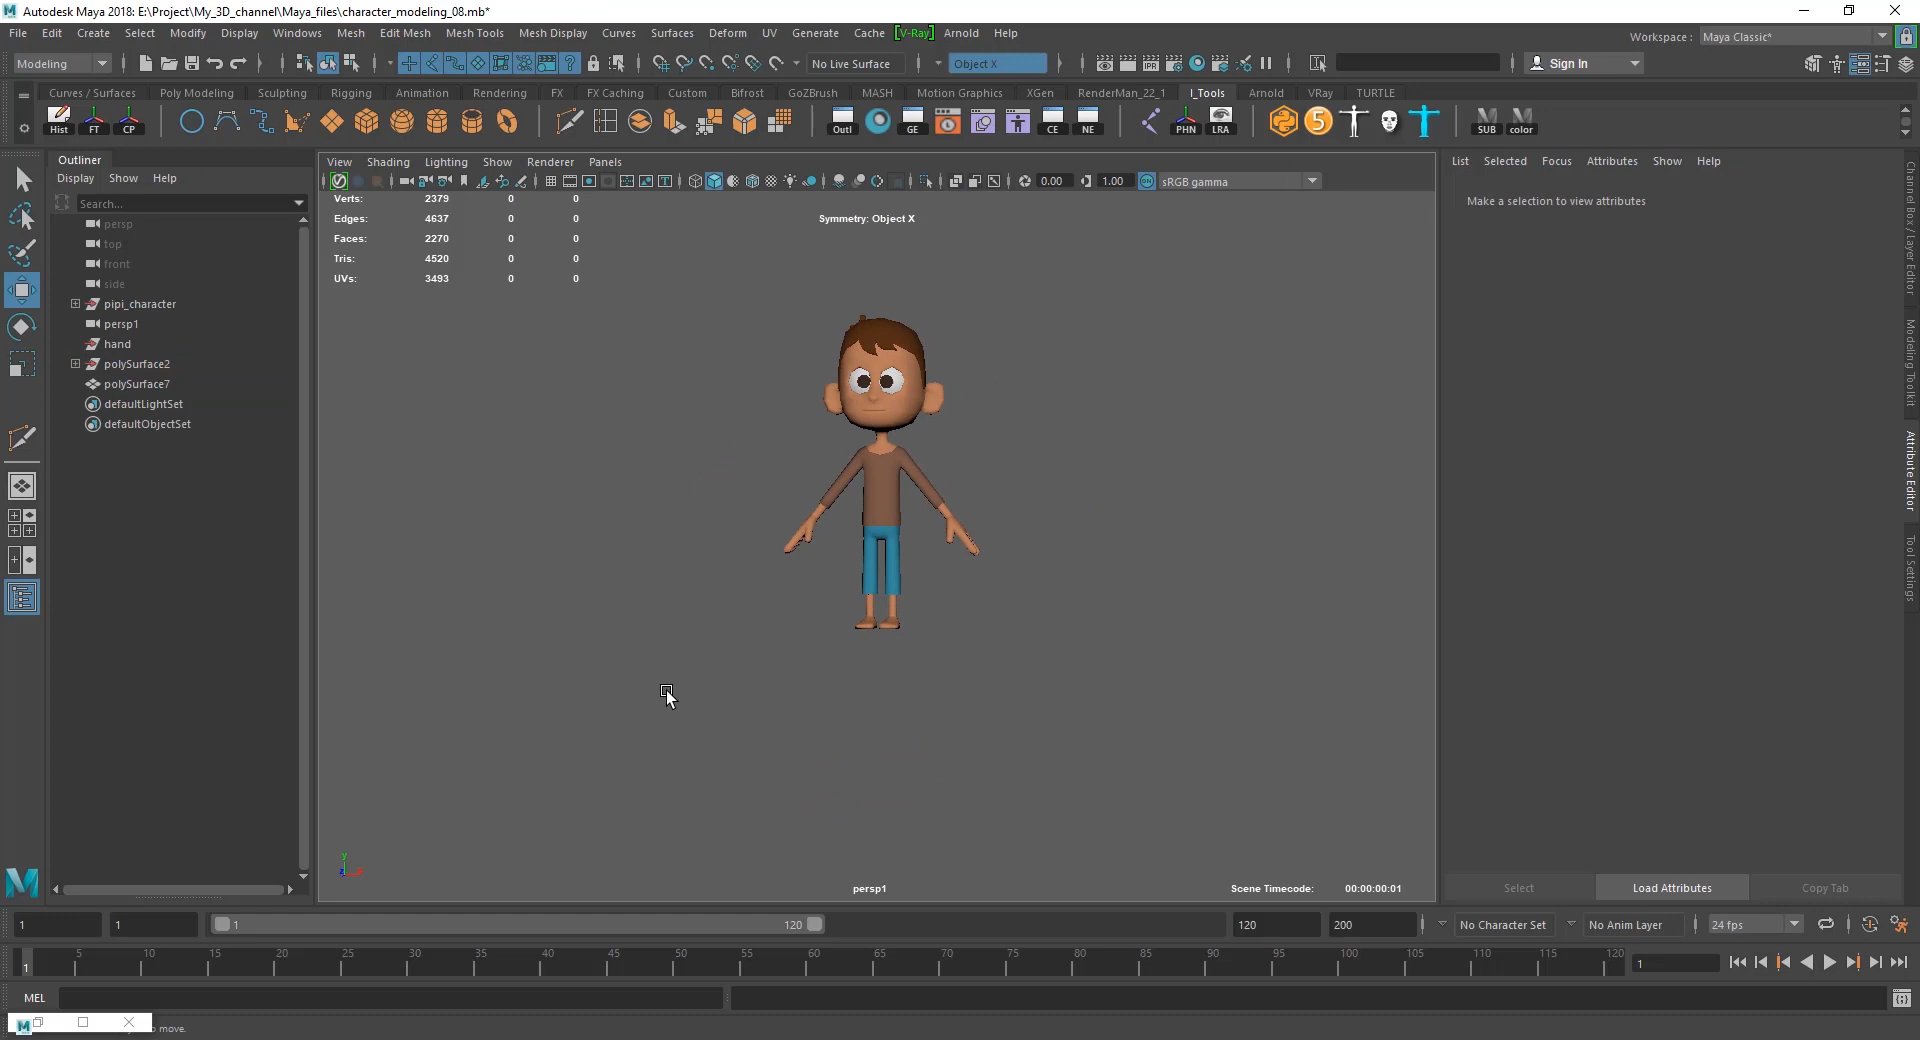 Autodesk Maya 2018: E:\Project\My_3D_channel\Maya_files\character_modeling_08.mb*
File Edit Create Select Modify Display Windows Mesh Edit Mesh Mesh Tools Mesh Display Curves Surfaces Deform UV Generate Cache [V-Ray] Arnold Help
Workspace : Maya Classic*
Modeling No Live Surface Object X IPR Sign In
Curves / Surfaces Poly Modeling Sculpting Rigging Animation Rendering FX FX Caching Custom Bifrost GoZBrush MASH Motion Graphics XGen RenderMan_22_1 I_Tools Arnold VRay TURTLE
Hist FT CP Outl GE CE NE PHN LRA 5 SUB color
Outliner
Display Show Help
Search...
persp
top
front
side
pipi_character
persp1
hand
polySurface2
polySurface7
defaultLightSet
defaultObjectSet
View Shading Lighting Show Renderer Panels
0.00 1.00 ON sRGB gamma
Verts: 2379 0 0
Edges: 4637 0 0
Faces: 2270 0 0
Tris: 4520 0 0
UVs: 3493 0 0
Symmetry: Object X
y
persp1
Scene Timecode: 00:00:00:01
List Selected Focus Attributes Show Help
Make a selection to view attributes
Select Load Attributes Copy Tab
Channel Box / Layer Editor
Modeling Toolkit
Attribute Editor
Tool Settings
1 1 1 120 120 200 No Character Set No Anim Layer 24 fps
1 5 10 15 20 25 30 35 40 45 50 55 60 65 70 75 80 85 90 95 100 105 110 115 120 1
MEL
o move.